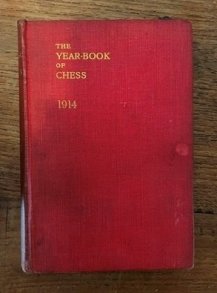 THE
YEAR-BOOK
OF
CHESS
1914